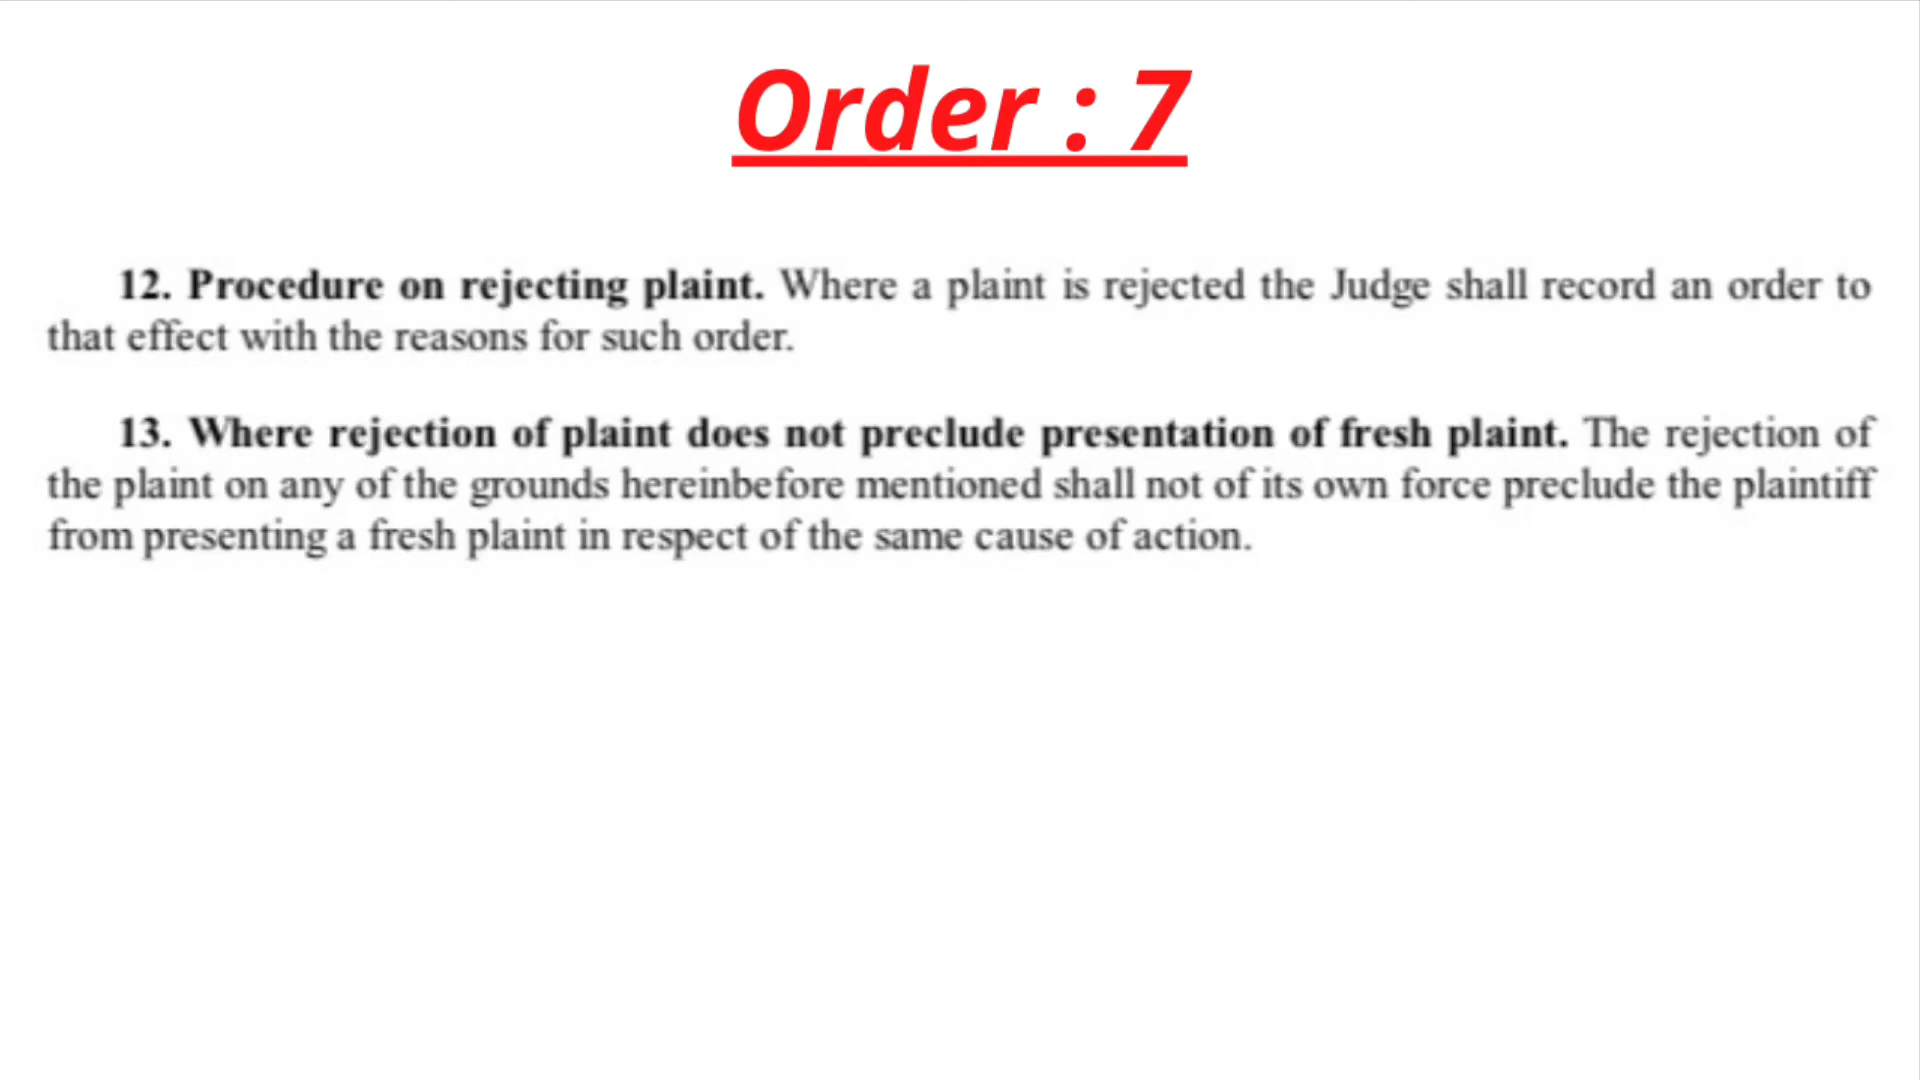 Order : 7
12. Procedure on rejecting plaint. Where a plaint is rejected the Judge shall record an order to
that effect with the reasons for such order.
13. Where rejection of plaint does not preclude presentation of fresh plaint. The rejection of
the plaint on any of the grounds hereinbefore mentioned shall not of its own force preclude the plaintiff
from presenting a fresh plaint in respect of the same cause of action.